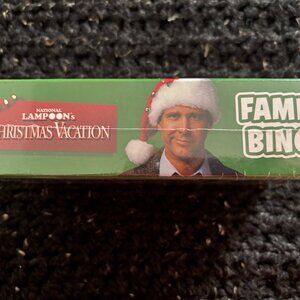 NATIONAL
LAMPOON's
CHRISTMAS VACATION
FAMI
BING